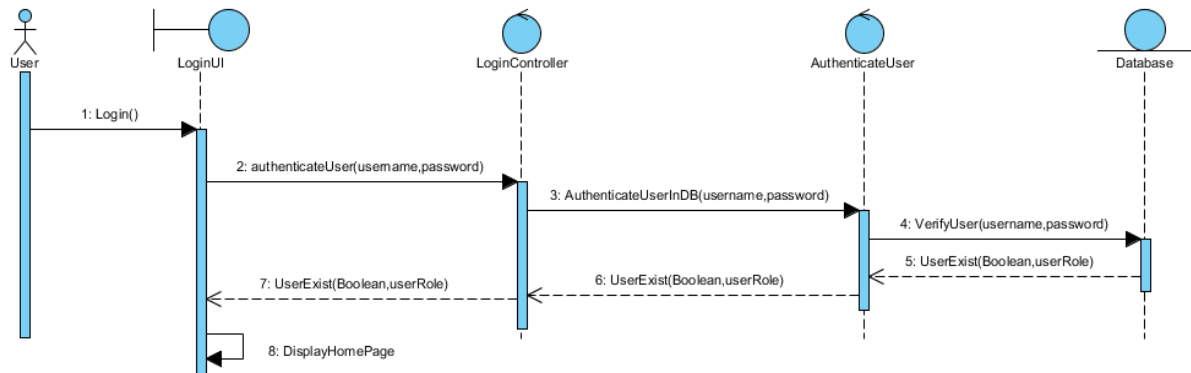 User
LoginUI
LoginController
AuthenticateUser
Database
1: Login()
2: authenticateUser(username,password)
3: AuthenticateUserInDB(username,password)
4: VerifyUser(username,password)
5: UserExist(Boolean,userRole)
6: UserExist(Boolean,userRole)
7: UserExist(Boolean,userRole)
8: DisplayHomePage